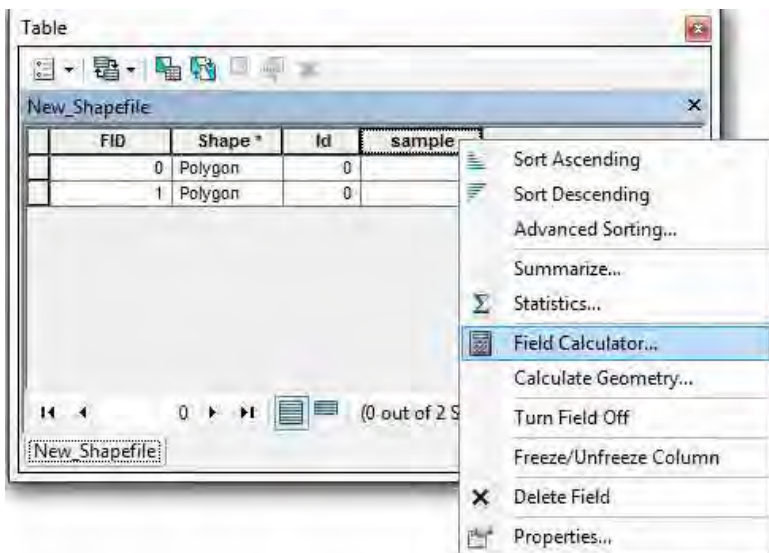 Table
New_Shapefile
FID Shape * Id sample
0 Polygon 0
1 Polygon 0
Sort Ascending
Sort Descending
Advanced Sorting...
Summarize...
Σ Statistics...
Field Calculator...
Calculate Geometry...
Turn Field Off
Freeze/Unfreeze Column
Delete Field
Properties...
0 (0 out of 2 S
New_Shapefile